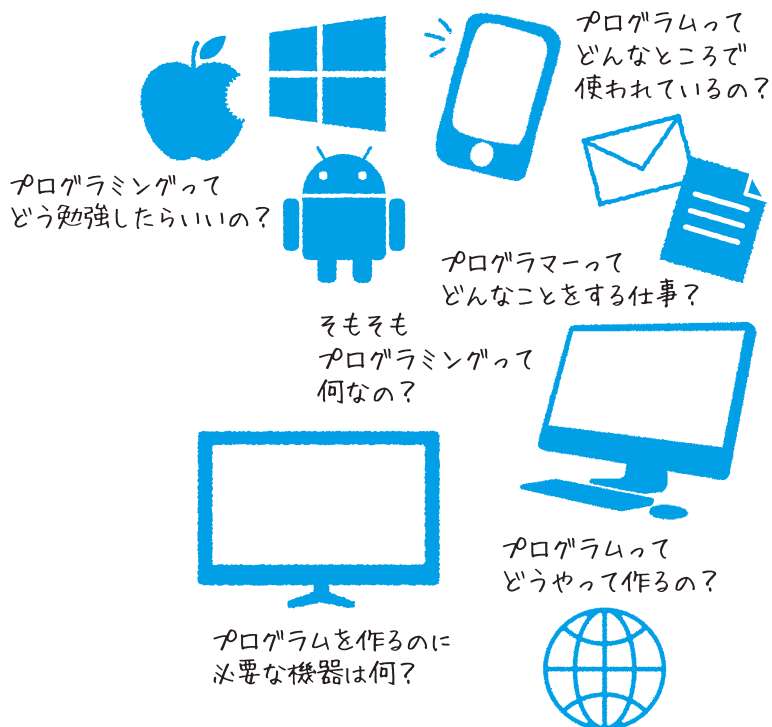 プログラムって
どんなところで
使われているの？
プログラミングって
どう勉強したらいいの？
プログラマーって
どんなことをする仕事？
そもそも
プログラミングって
何なの？
プログラムって
どうやって作るの？
プログラムを作るのに
必要な機器は何？